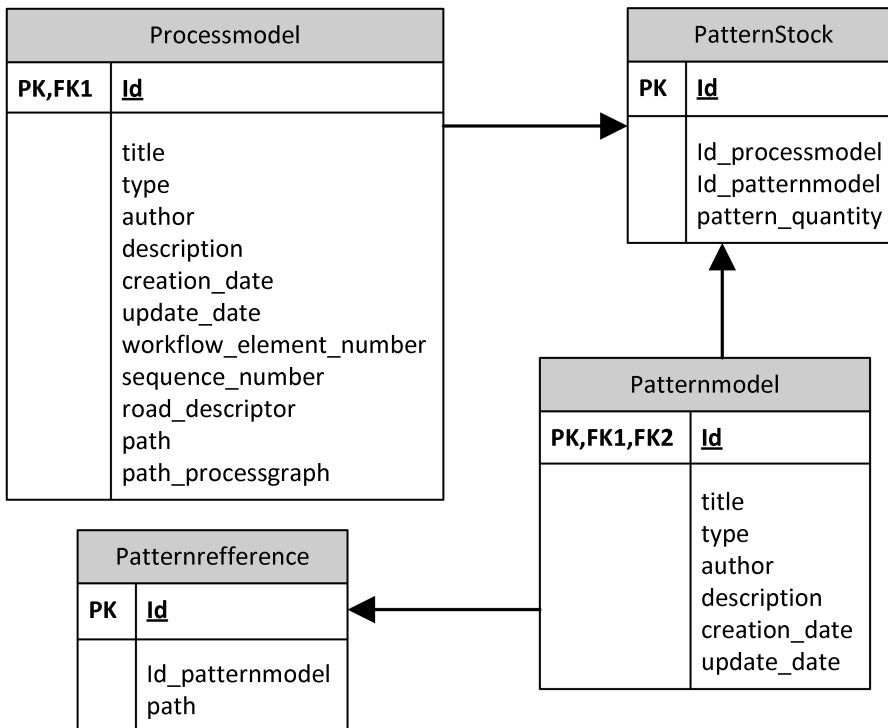 Processmodel
PK,FK1 Id
title
type
author
description
creation_date
update_date
workflow_element_number
sequence_number
road_descriptor
path
path_processgraph
PatternStock
PK Id
Id_processmodel
Id_patternmodel
pattern_quantity
Patternmodel
PK,FK1,FK2 Id
title
type
author
description
creation_date
update_date
Patternrefference
PK Id
Id_patternmodel
path